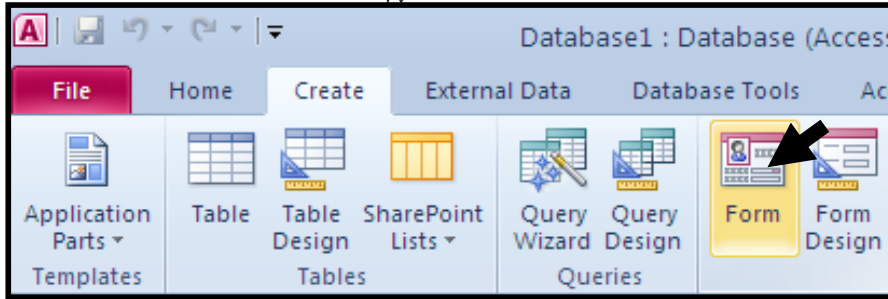 A
Database1 : Database (Access
File Home Create External Data Database Tools Ac
Application Parts Table Table Design SharePoint Lists Query Wizard Query Design Form Form Design
Templates Tables Queries